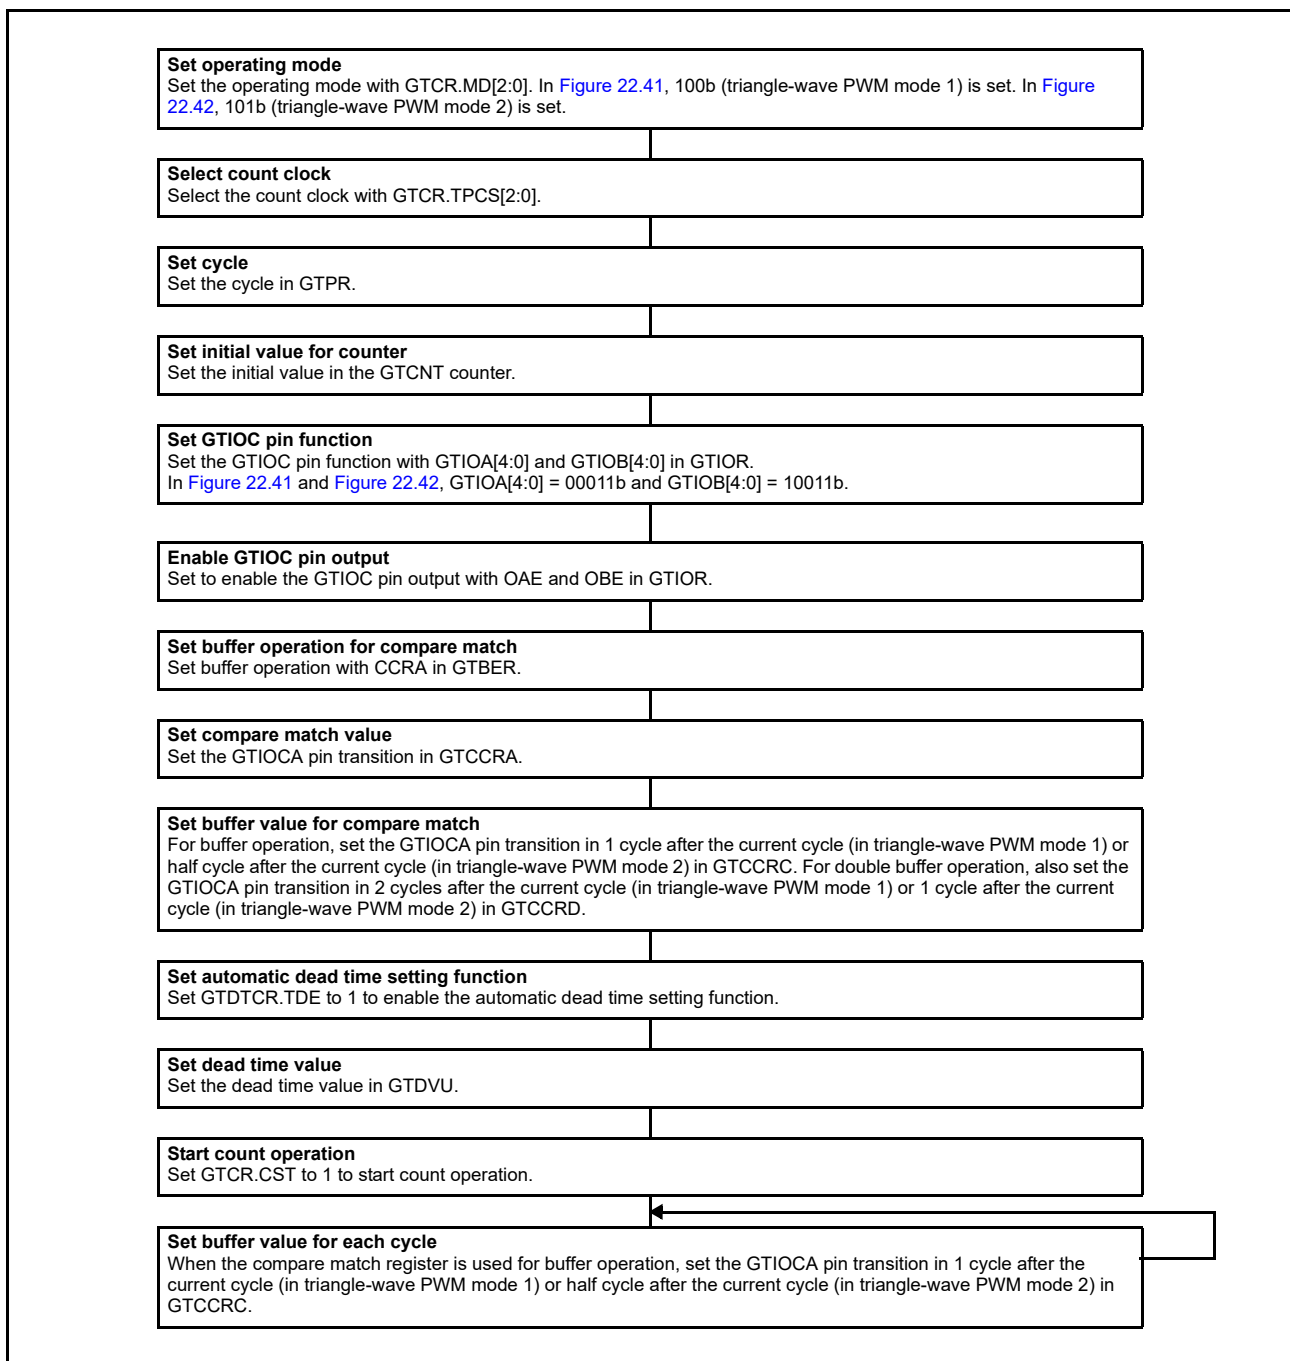 Set operating mode
Set the operating mode with GTCR.MD[2:0]. In Figure 22.41, 100b (triangle-wave PWM mode 1) is set. In Figure
22.42, 101b (triangle-wave PWM mode 2) is set.
Select count clock
Select the count clock with GTCR.TPCS[2:0].
Set cycle
Set the cycle in GTPR.
Set initial value for counter
Set the initial value in the GTCNT counter.
Set GTIOC pin function
Set the GTIOC pin function with GTIOA[4:0] and GTIOB[4:0] in GTIOR.
In Figure 22.41 and Figure 22.42, GTIOA[4:0] = 00011b and GTIOB[4:0] = 10011b.
Enable GTIOC pin output
Set to enable the GTIOC pin output with OAE and OBE in GTIOR.
Set buffer operation for compare match
Set buffer operation with CCRA in GTBER.
Set compare match value
Set the GTIOCA pin transition in GTCCRA.
Set buffer value for compare match
For buffer operation, set the GTIOCA pin transition in 1 cycle after the current cycle (in triangle-wave PWM mode 1) or
half cycle after the current cycle (in triangle-wave PWM mode 2) in GTCCRC. For double buffer operation, also set the
GTIOCA pin transition in 2 cycles after the current cycle (in triangle-wave PWM mode 1) or 1 cycle after the current
cycle (in triangle-wave PWM mode 2) in GTCCRD.
Set automatic dead time setting function
Set GTDTCR.TDE to 1 to enable the automatic dead time setting function.
Set dead time value
Set the dead time value in GTDVU.
Start count operation
Set GTCR.CST to 1 to start count operation.
Set buffer value for each cycle
When the compare match register is used for buffer operation, set the GTIOCA pin transition in 1 cycle after the
current cycle (in triangle-wave PWM mode 1) or half cycle after the current cycle (in triangle-wave PWM mode 2) in
GTCCRC.